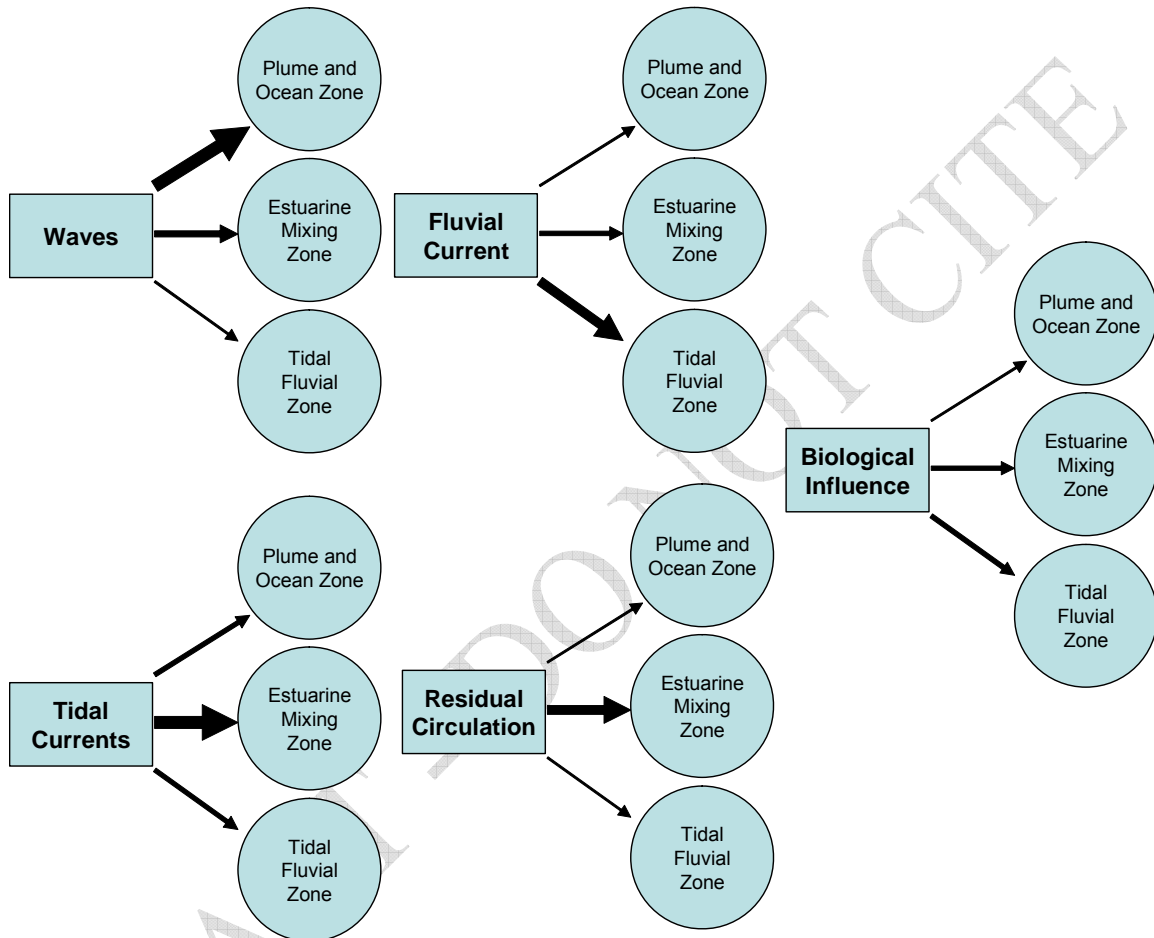 Plume and
Ocean Zone
Waves
Estuarine
Mixing
Zone
Tidal
Fluvial
Zone
Plume and
Ocean Zone
Fluvial
Current
Estuarine
Mixing
Zone
Tidal
Fluvial
Zone
Plume and
Ocean Zone
Biological
Influence
Estuarine
Mixing
Zone
Tidal
Fluvial
Zone
Plume and
Ocean Zone
Tidal
Currents
Estuarine
Mixing
Zone
Tidal
Fluvial
Zone
Plume and
Ocean Zone
Residual
Circulation
Estuarine
Mixing
Zone
Tidal
Fluvial
Zone
DO NOT CITE